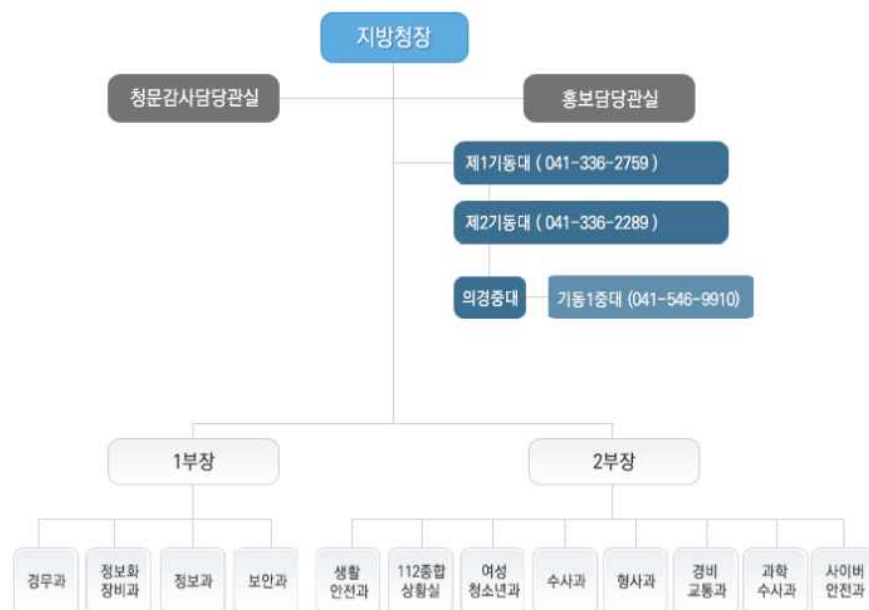 지방청장
청문감사담당관실
홍보담당관실
제1기동대 ( 041-336-2759 )
제2기동대 ( 041-336-2289 )
의경중대
기동1중대 (041-546-9910)
1부장
2부장
경무과
정보화
장비과
정보과
보안과
생활
안전과
112종합
상황실
여성
청소년과
수사과
형사과
경비
교통과
과학
수사과
사이버
안전과